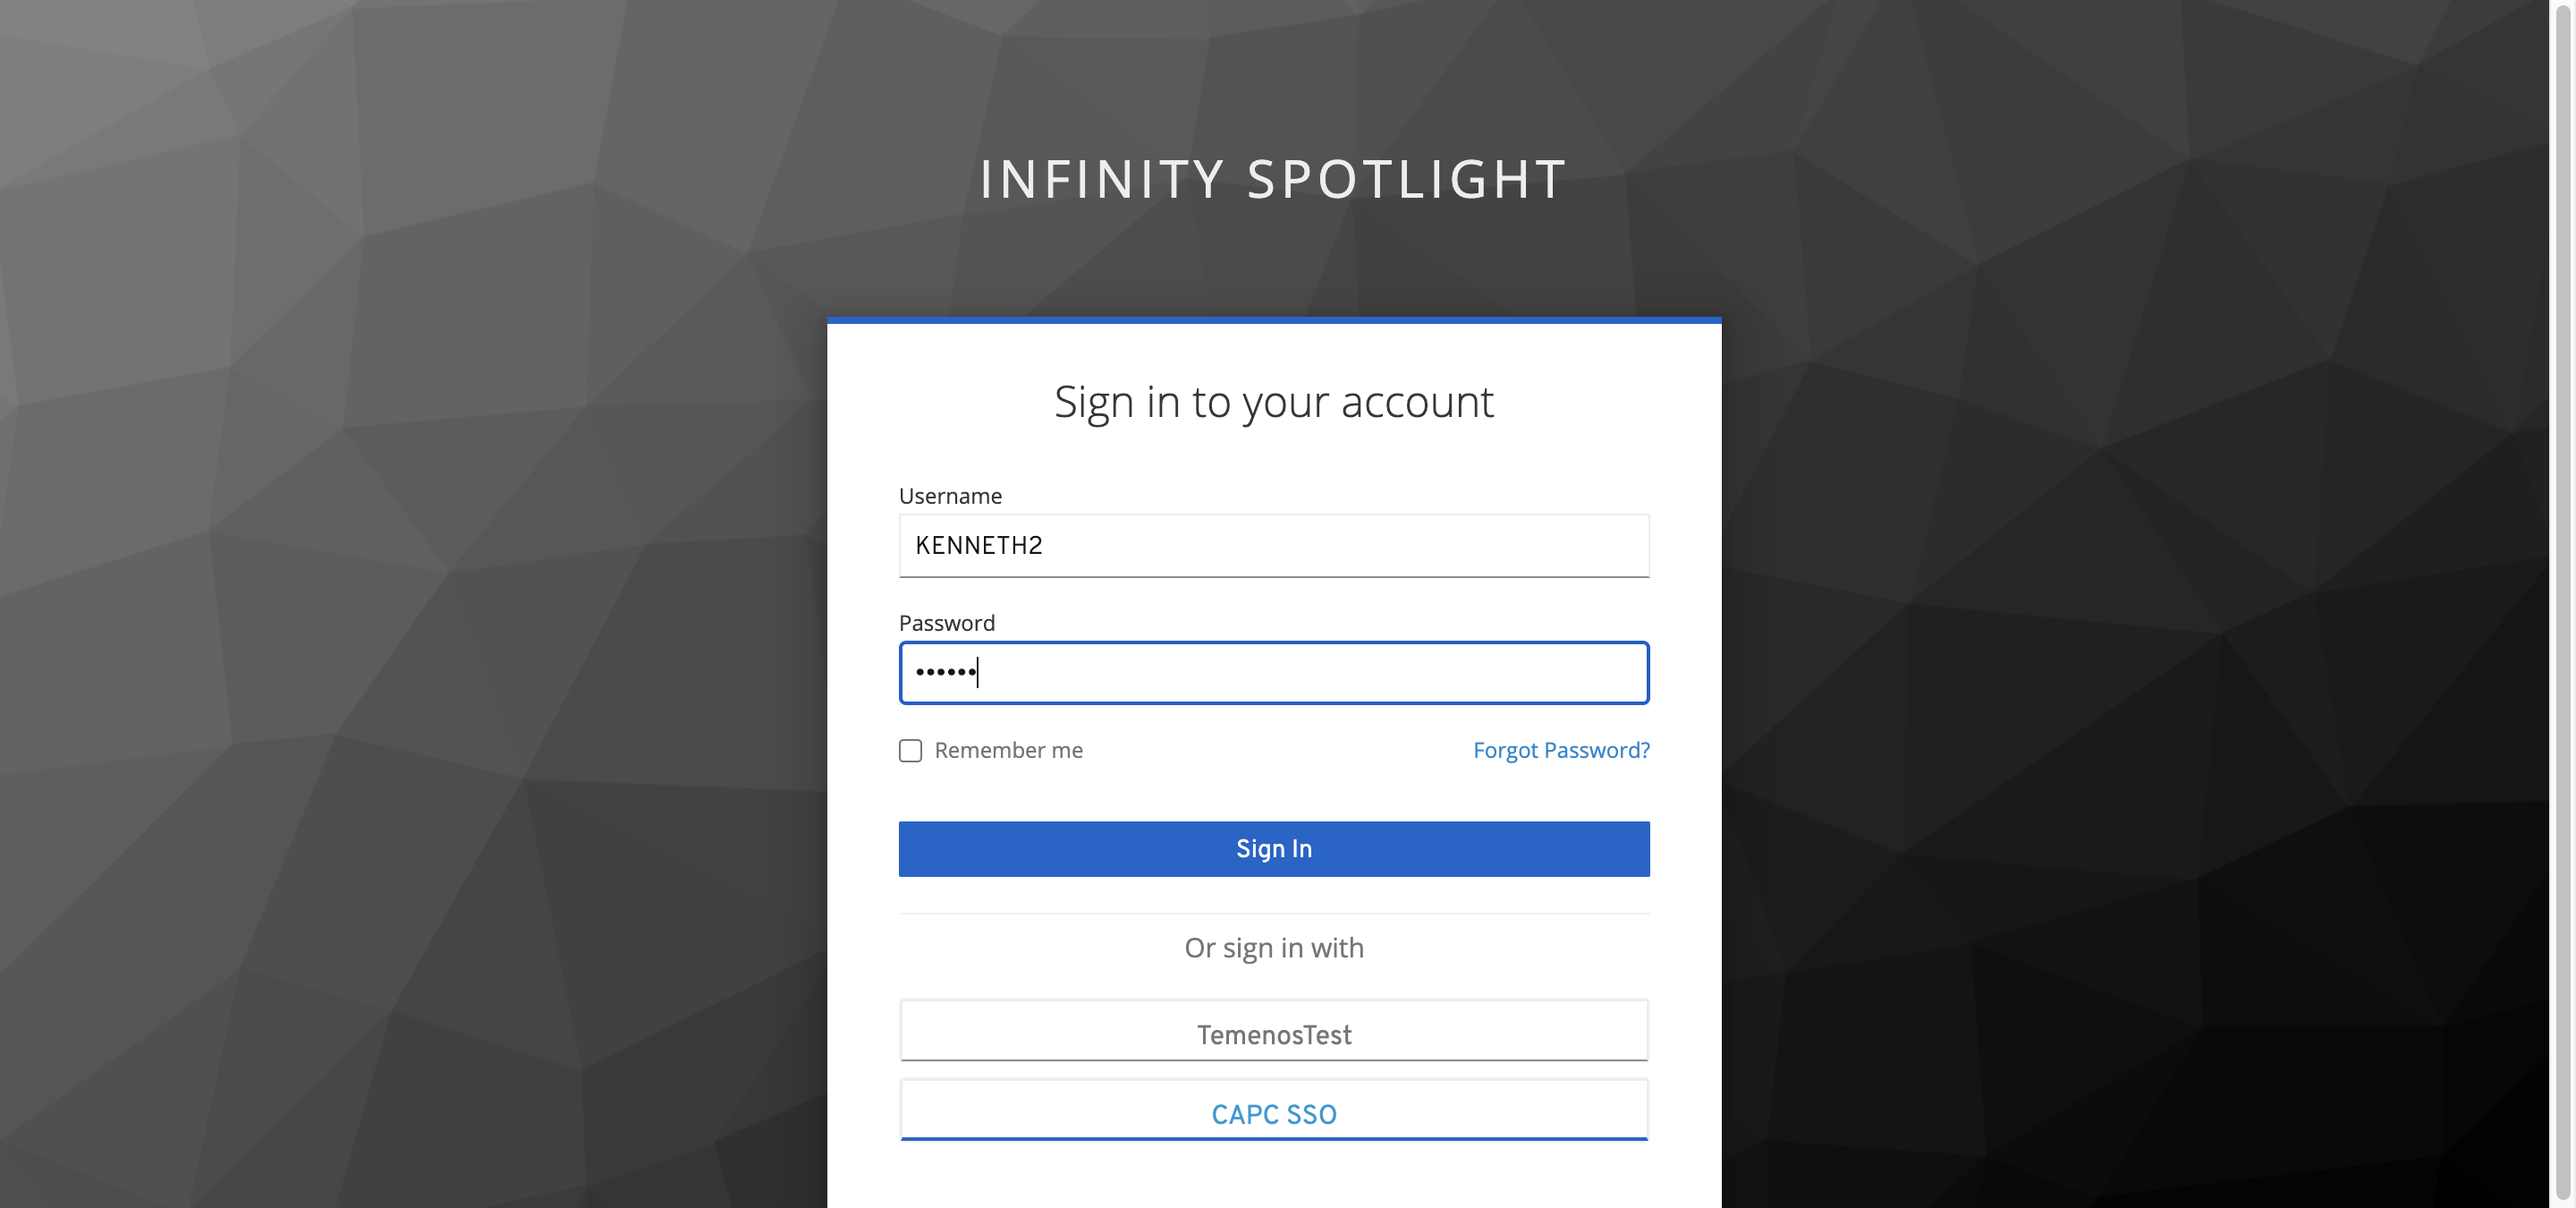 INFINITY SPOTLIGHT
Sign in to your account
Username
KENNETH2
Password
••••••
Remember me
Forgot Password?
Sign In
Or sign in with
TemenosTest
CAPC SSO